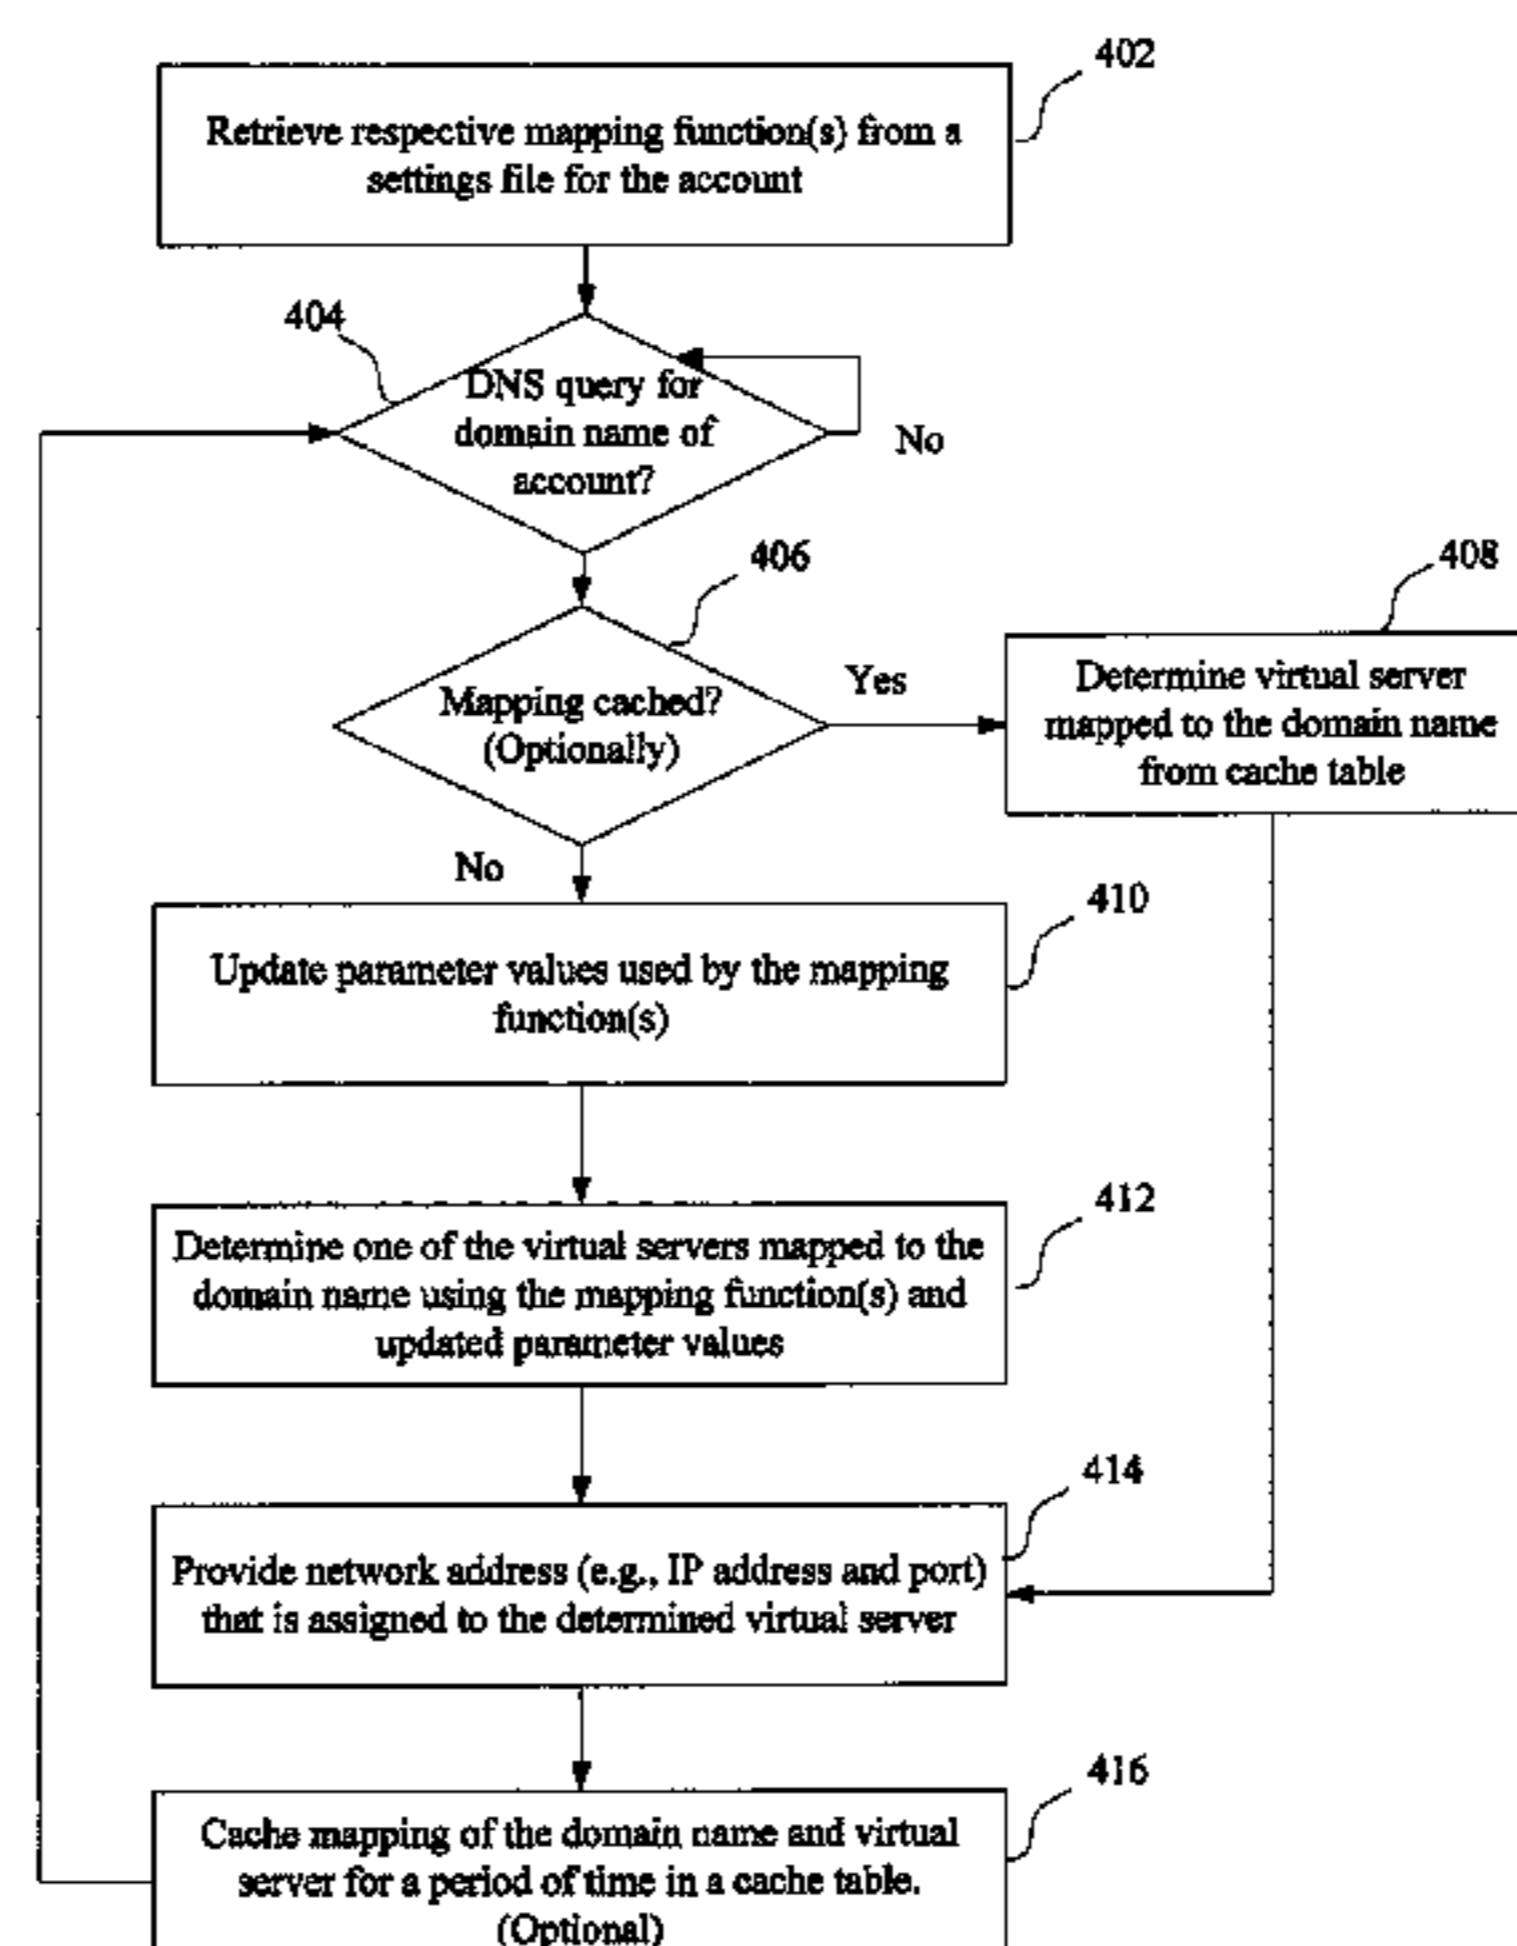 402
Retrieve respective mapping function(s) from a
settings file for the account
404
DNS query for
domain name of
account?
No
406
Mapping cached?
(Optionally)
Yes
408
Determine virtual server
mapped to the domain name
from cache table
No
410
Update parameter values used by the mapping
function(s)
412
Determine one of the virtual servers mapped to the
domain name using the mapping function(s) and
updated parameter values
414
Provide network address (e.g., IP address and port)
that is assigned to the determined virtual server
416
Cache mapping of the domain name and virtual
server for a period of time in a cache table.
(Optional)